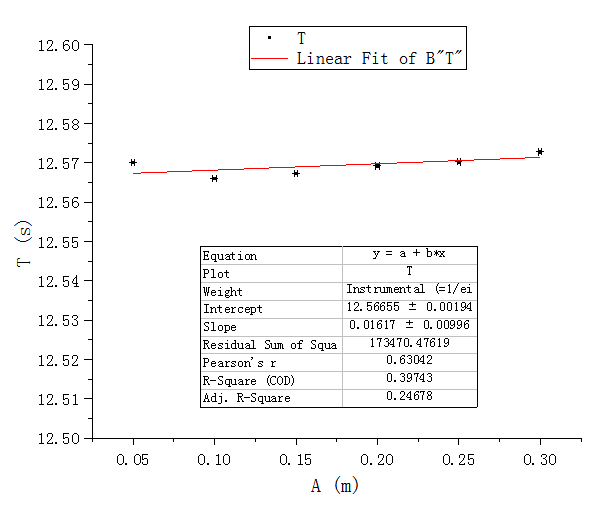 T
Linear Fit of B"T"
12.60
12.59
12.58
12.57
12.56
12.55
12.54
12.53
12.52
12.51
12.50
T (s)
Equation y = a + b*x
Plot T
Weight Instrumental (=1/ei
Intercept 12.56655 ± 0.00194
Slope 0.01617 ± 0.00996
Residual Sum of Squa 173470.47619
Pearson's r 0.63042
R-Square (COD) 0.39743
Adj. R-Square 0.24678
0.05 0.10 0.15 0.20 0.25 0.30
A (m)